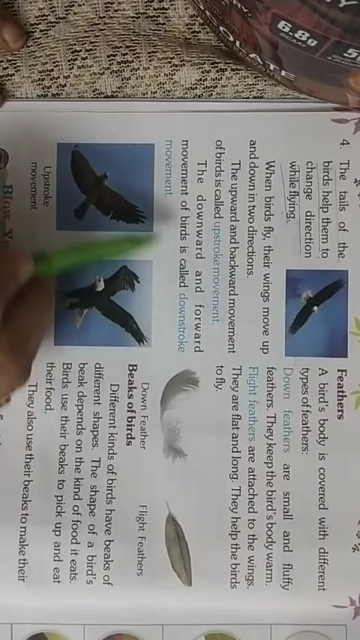 6.8g
BCAAs
OLATE
4. The tails of the
birds help them to
change direction
while flying.
When birds fly, their wings move up
and down in two directions.
The upward and backward movement
of birds is called upstroke movement.
The downward and forward
movement of birds is called downstroke
movement.
Upstroke
movement
Feathers
A bird's body is covered with different
types of feathers:
Down feathers are small and fluffy
feathers. They keep the bird's body warm.
Flight feathers are attached to the wings.
They are flat and long. They help the birds
to fly.
Down Feather
Flight Feathers
Beaks of birds
Different kinds of birds have beaks of
different shapes. The shape of a bird's
beak depends on the kind of food it eats.
Birds use their beaks to pick up and eat
their food.
They also use their beaks to make their